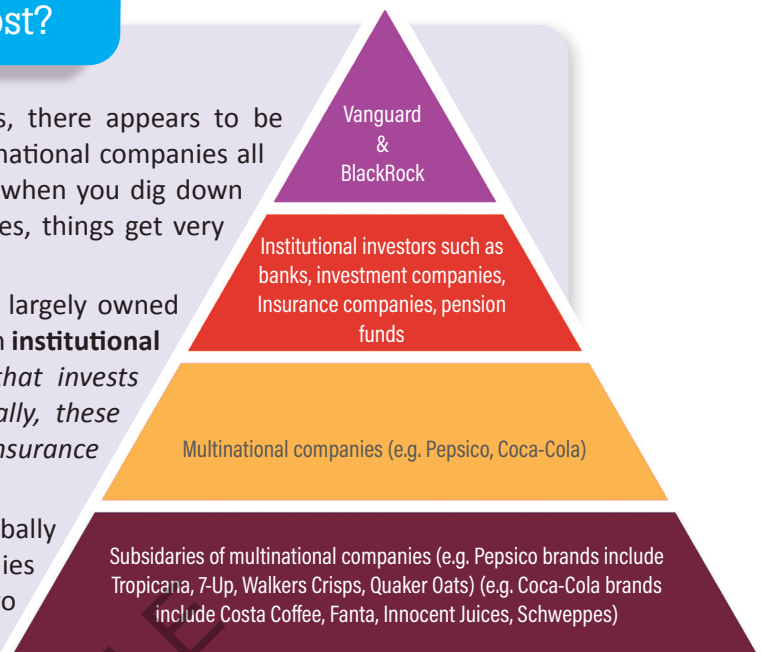 ost?
s, there appears to be
national companies all
when you dig down
es, things get very
largely owned
n institutional
that invests
ally, these
nsurance
bally
ies
o
Vanguard
&
BlackRock
Institutional investors such as
banks, investment companies,
Insurance companies, pension
funds
Multinational companies (e.g. Pepsico, Coca-Cola)
Subsidaries of multinational companies (e.g. Pepsico brands include
Tropicana, 7-Up, Walkers Crisps, Quaker Oats) (e.g. Coca-Cola brands
include Costa Coffee, Fanta, Innocent Juices, Schweppes)
LE